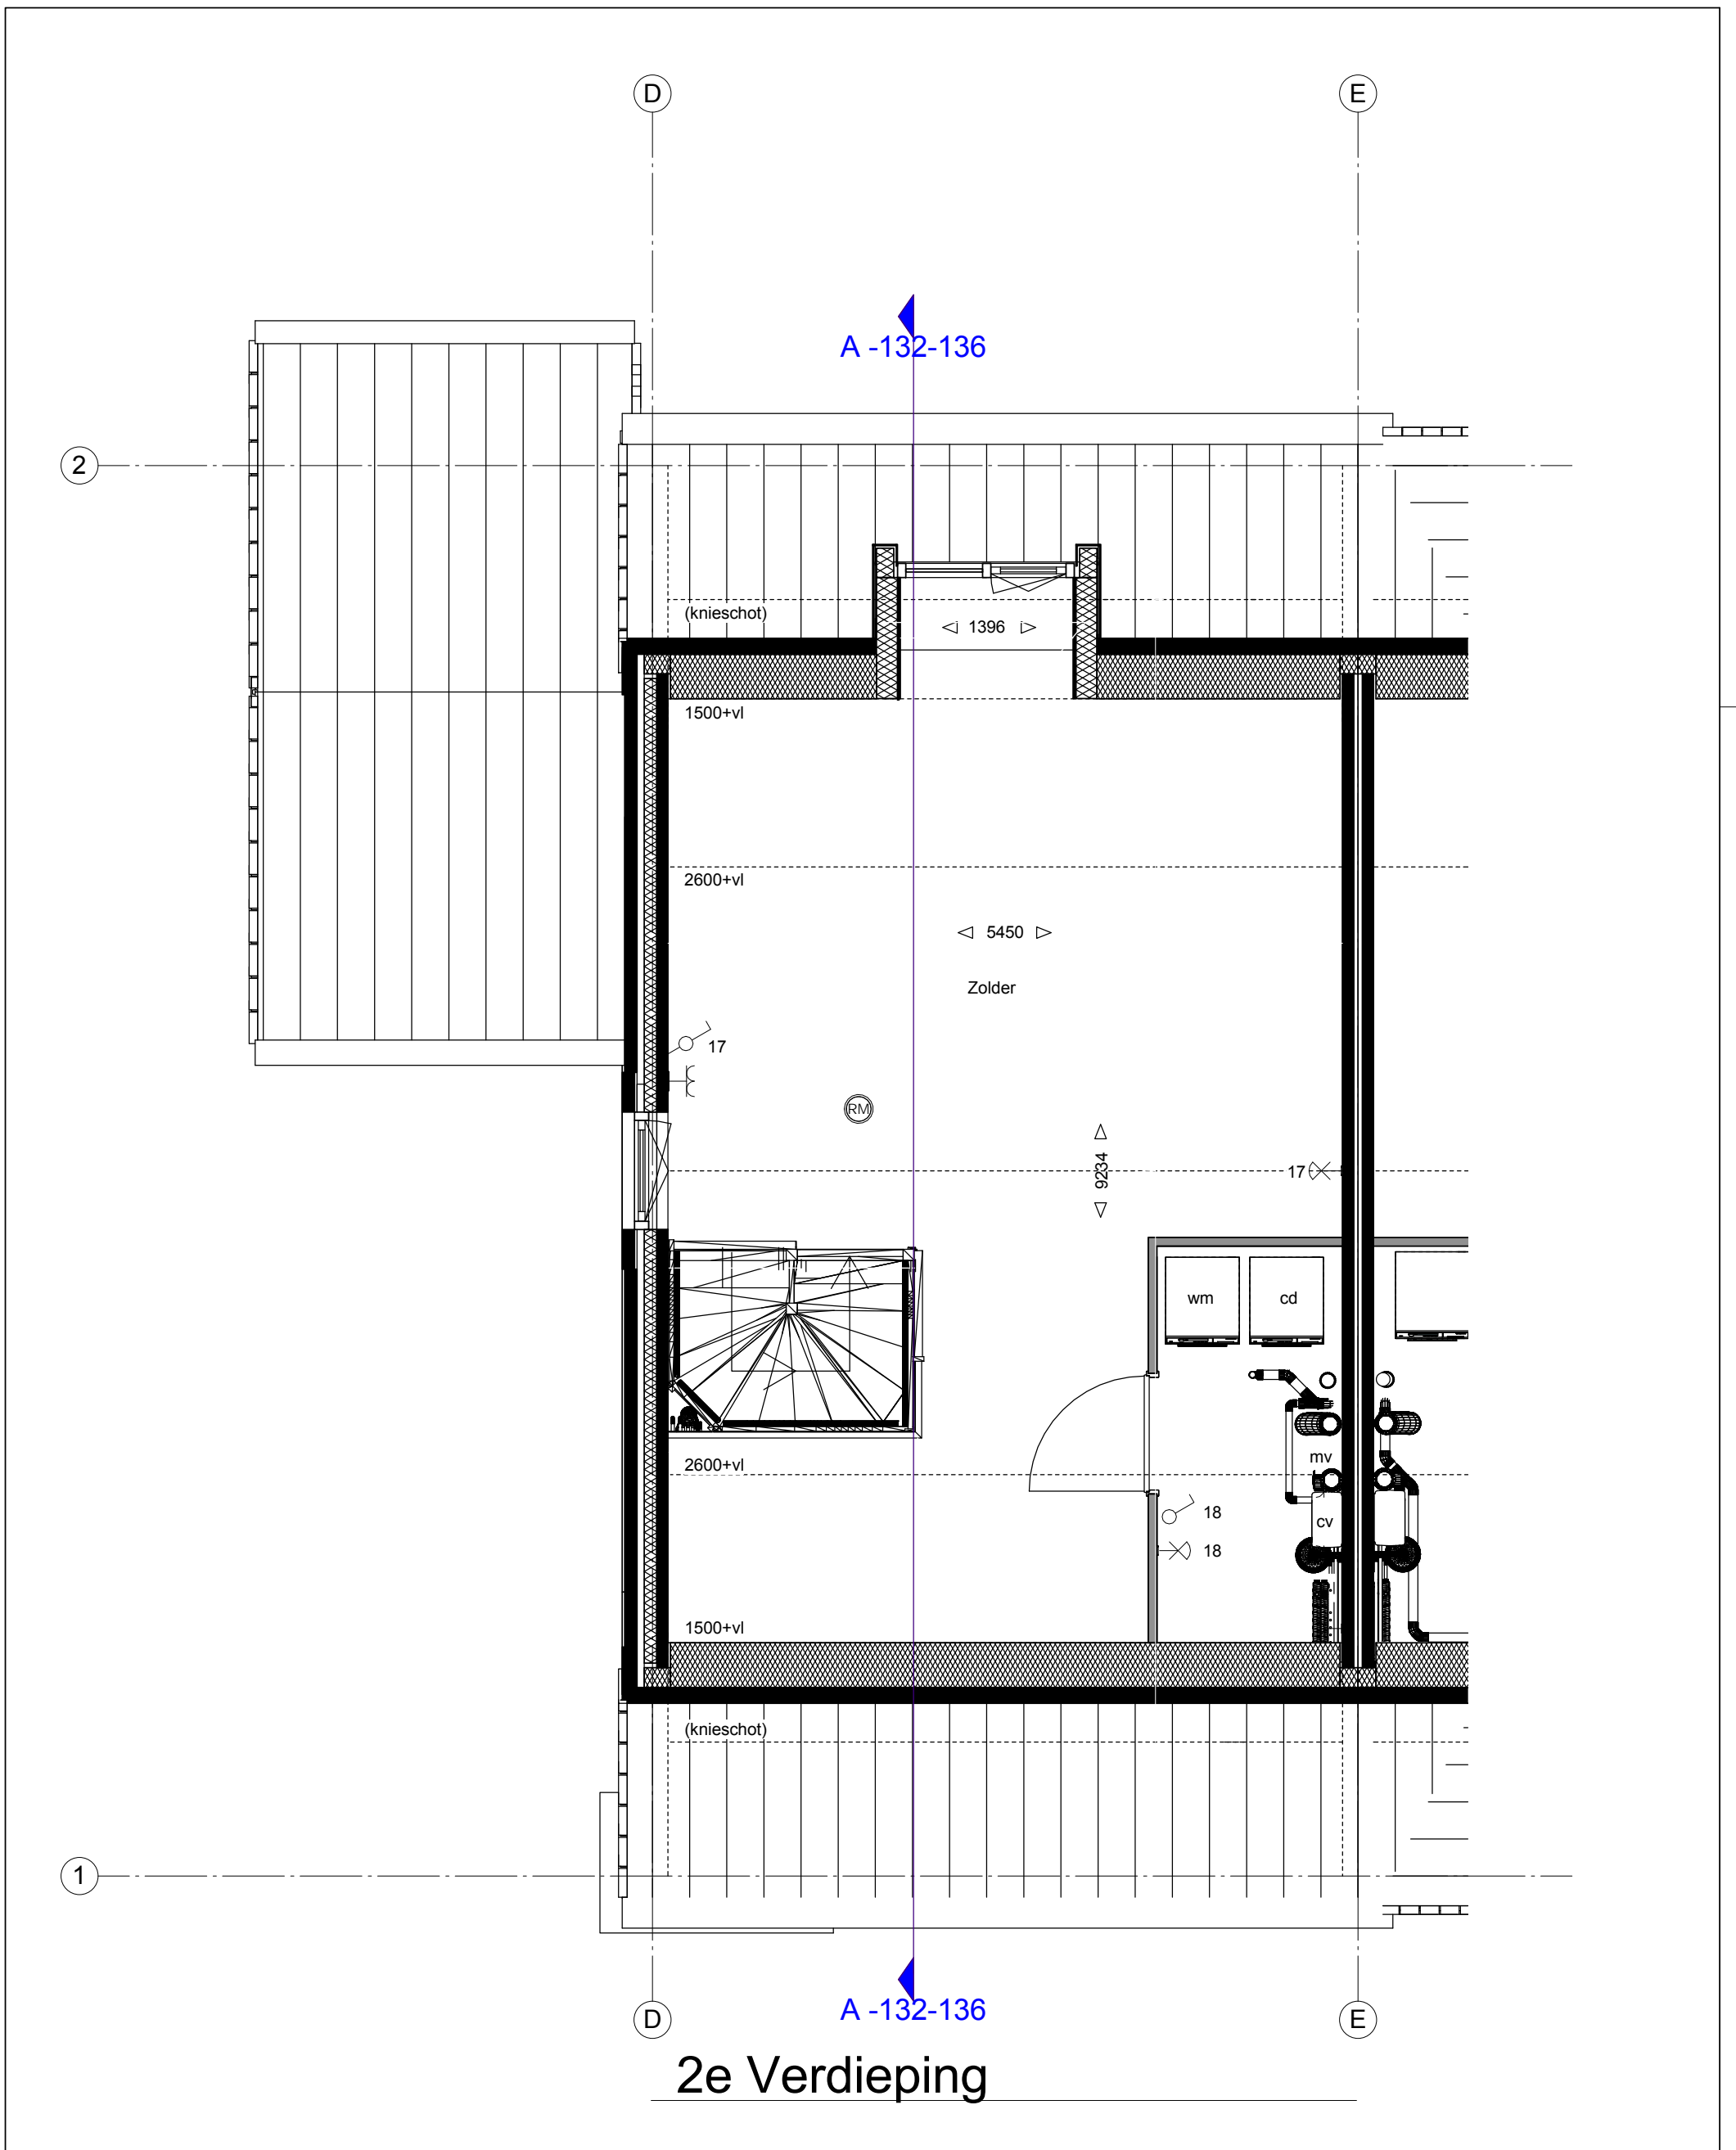 D
E
A -132-136
2
(knieschot)
1396
1500+vl
2600+vl
5450
Zolder
17
RM
9234
17
wm
cd
2600+vl
mv
18
cv
18
1500+vl
(knieschot)
1
A -132-136
D
E
2e Verdieping